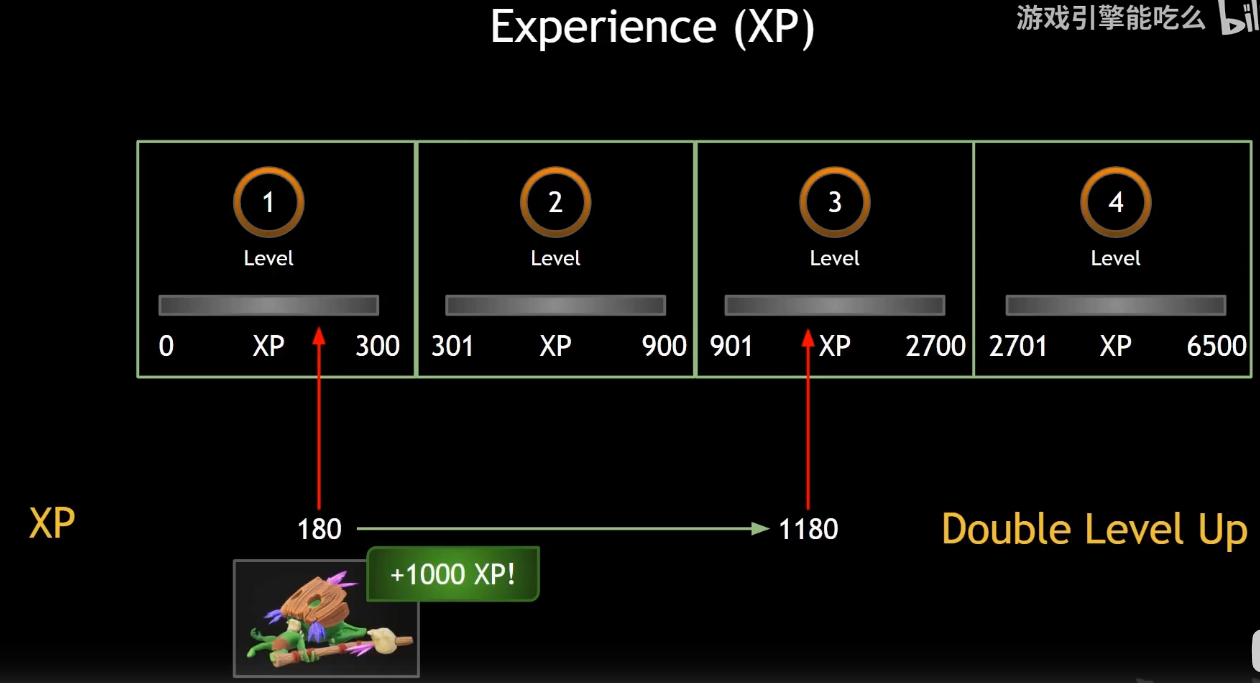 Experience (XP)
游戏引擎能吃么
1 2 3 4
Level Level Level Level
0 XP 300 301 XP 900 901 XP 2700 2701 XP 6500
XP 180 1180 Double Level Up
+1000 XP!